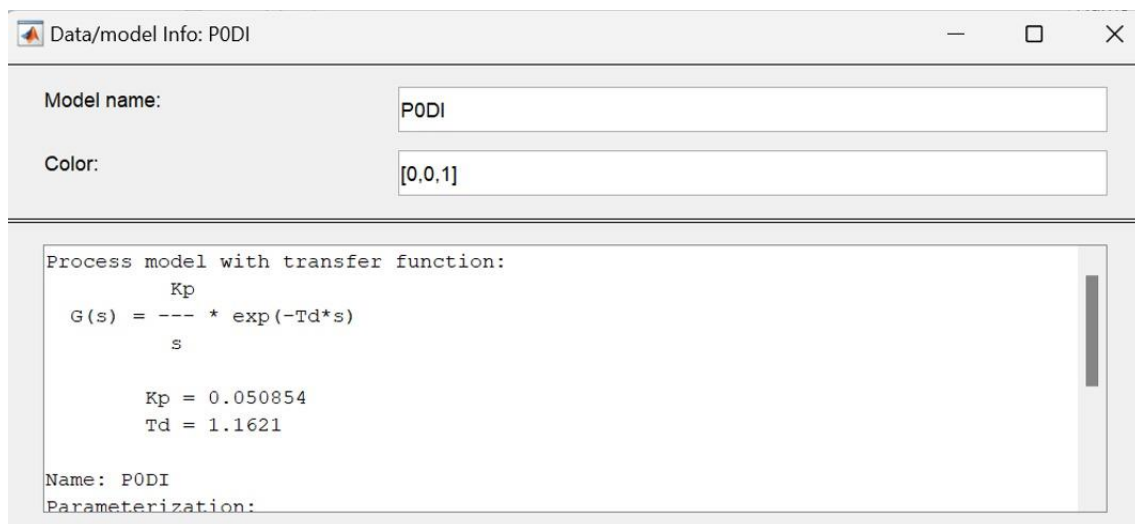 Data/model Info: P0DI
Model name:
P0DI
Color:
[0,0,1]
Process model with transfer function:
Kp
G(s) = --- * exp(-Td*s)
s
Kp = 0.050854
Td = 1.1621
Name: P0DI
Parameterization: